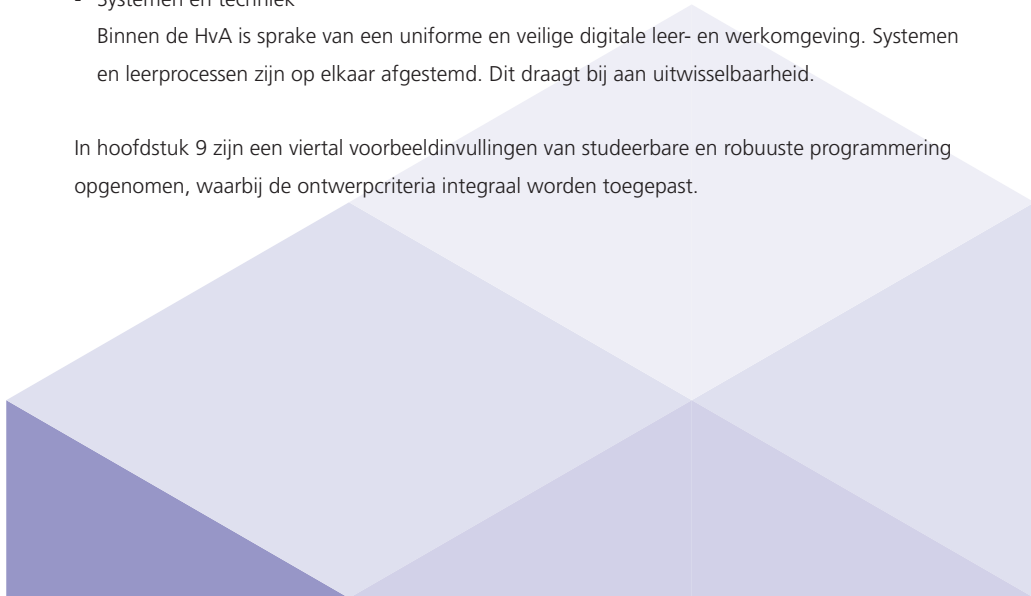 - Systemen en techniek
Binnen de HvA is sprake van een uniforme en veilige digitale leer- en werkomgeving. Systemen
en leerprocessen zijn op elkaar afgestemd. Dit draagt bij aan uitwisselbaarheid.
In hoofdstuk 9 zijn een viertal voorbeeldinvullingen van studeerbare en robuuste programmering
opgenomen, waarbij de ontwerpcriteria integraal worden toegepast.